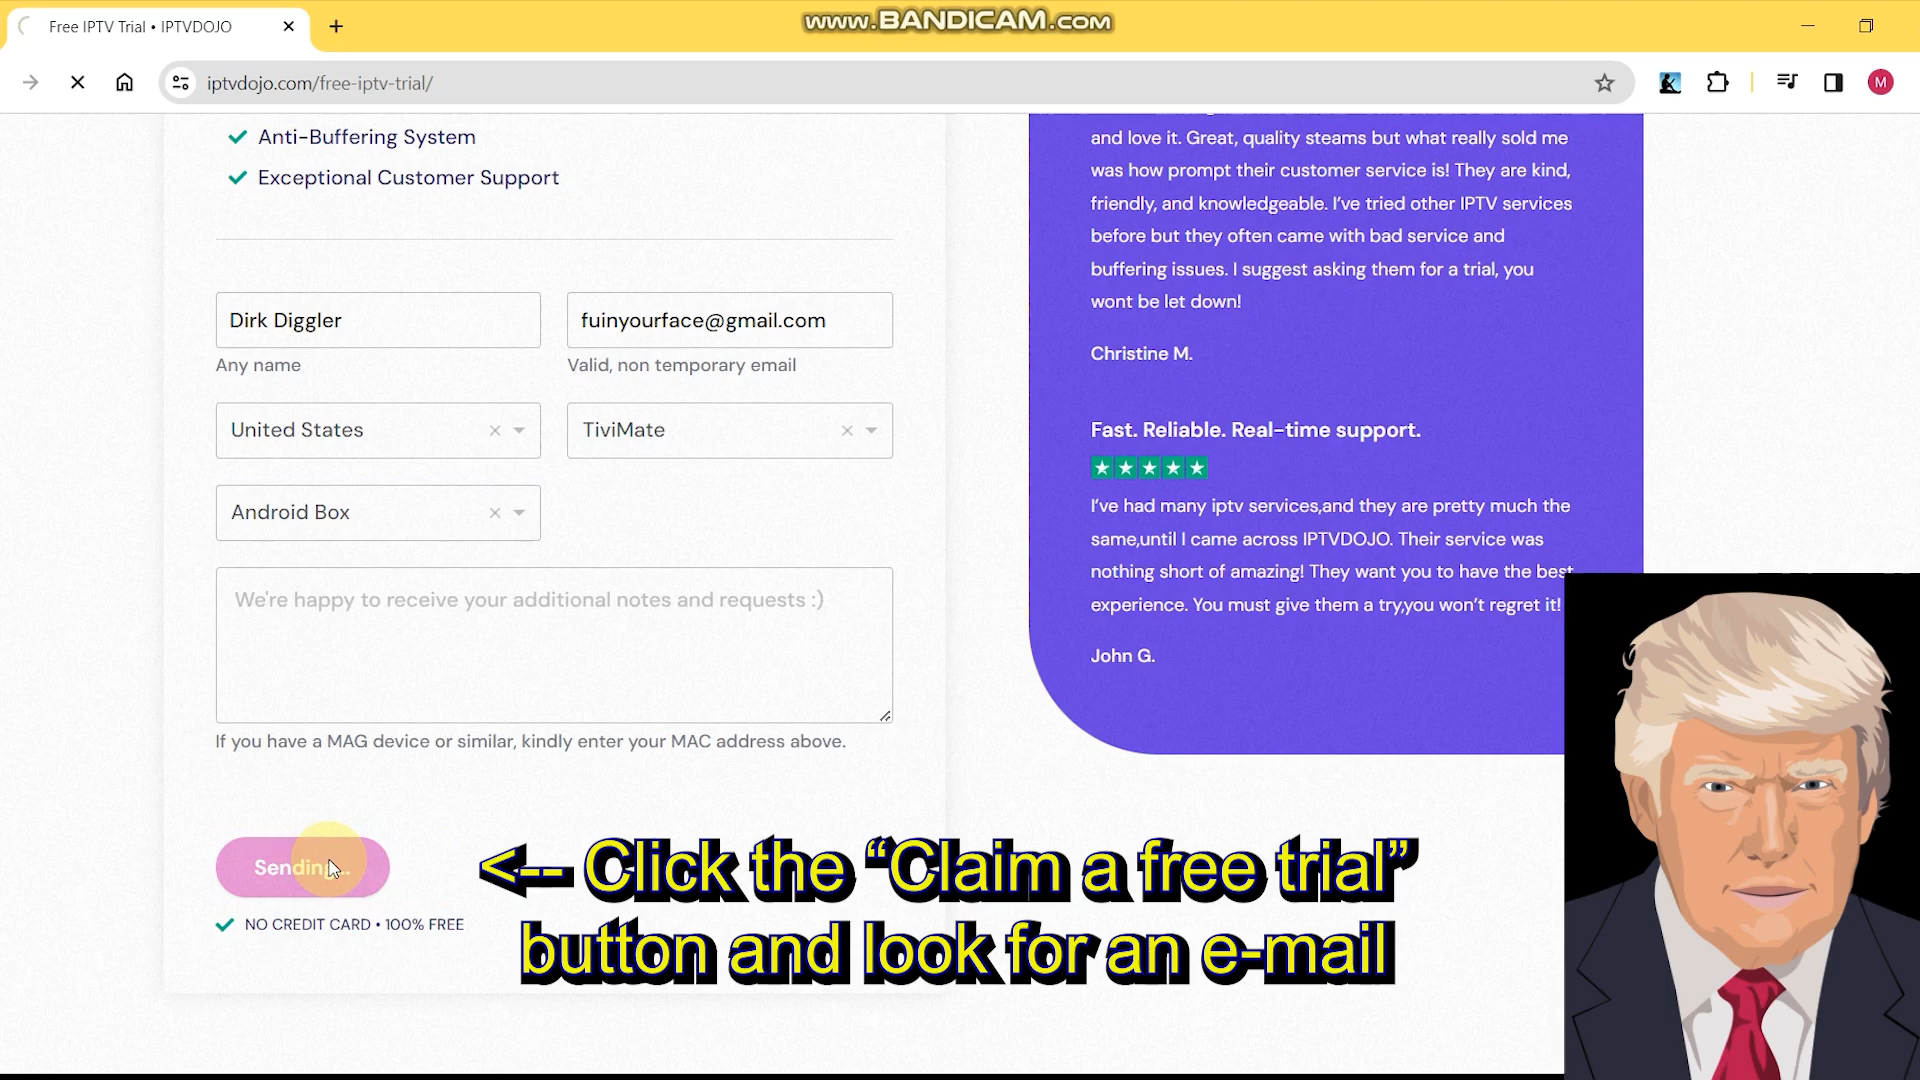 Free IPTV Trial • IPTVDOJO
www.BANDICAM.com
iptvdojo.com/free-iptv-trial/
M
Anti-Buffering System
Exceptional Customer Support
Dirk Diggler
fuinyourface@gmail.com
Any name
Valid, non temporary email
United States
TiviMate
Android Box
We're happy to receive your additional notes and requests :)
If you have a MAG device or similar, kindly enter your MAC address above.
Sending...
NO CREDIT CARD • 100% FREE
and love it. Great, quality steams but what really sold me
was how prompt their customer service is! They are kind,
friendly, and knowledgeable. I've tried other IPTV services
before but they often came with bad service and
buffering issues. I suggest asking them for a trial, you
wont be let down!
Christine M.
Fast. Reliable. Real-time support.
I've had many iptv services,and they are pretty much the
same,until I came across IPTVDOJO. Their service was
nothing short of amazing! They want you to have the best
experience. You must give them a try,you won't regret it!
John G.
<-- Click the “Claim a free trial”
button and look for an e-mail